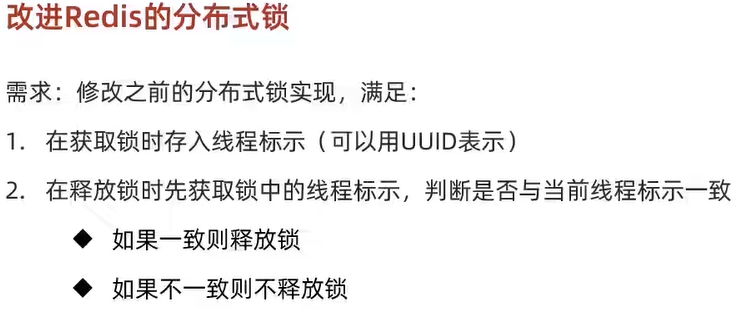 改进Redis的分布式锁
需求：修改之前的分布式锁实现，满足：
1. 在获取锁时存入线程标示（可以用UUID表示）
2. 在释放锁时先获取锁中的线程标示，判断是否与当前线程标示一致
◆ 如果一致则释放锁
◆ 如果不一致则不释放锁